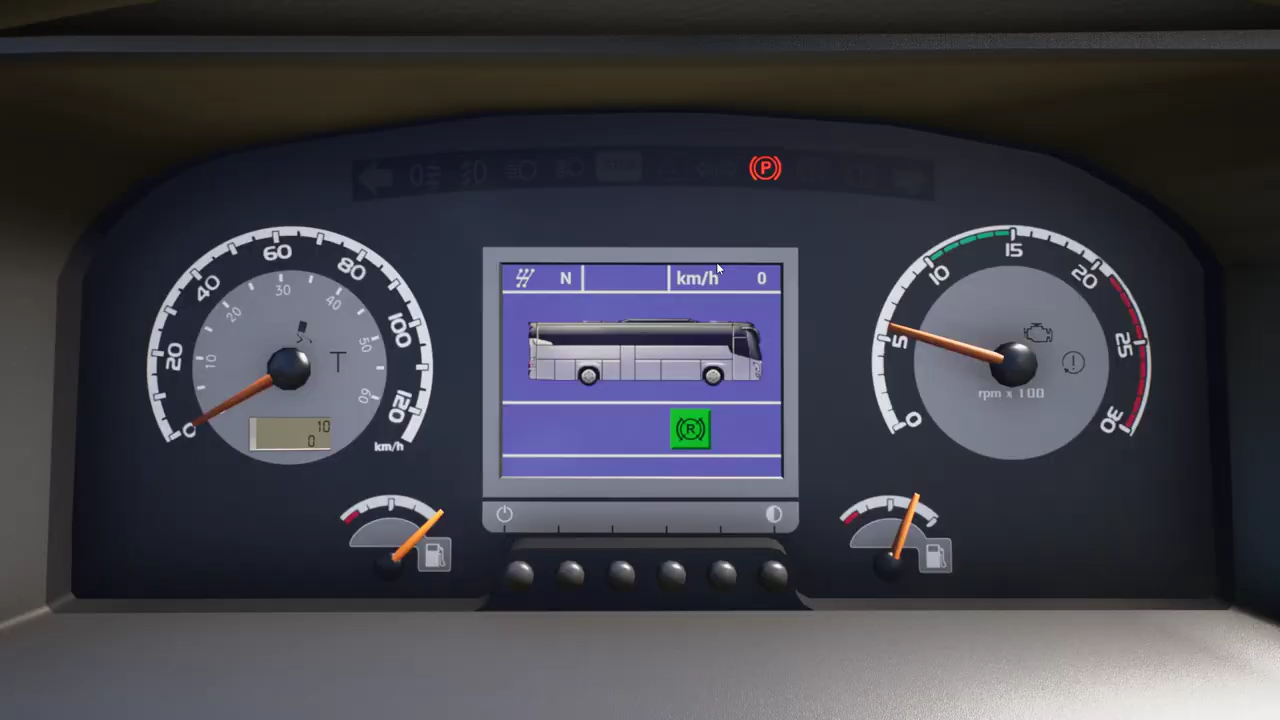 P
N km/h 0
R
0 20 40 60 80 100 120
10 20 30 40 50 60
T
10
0
km/h
0 5 10 15 20 25 30
rpm x 100